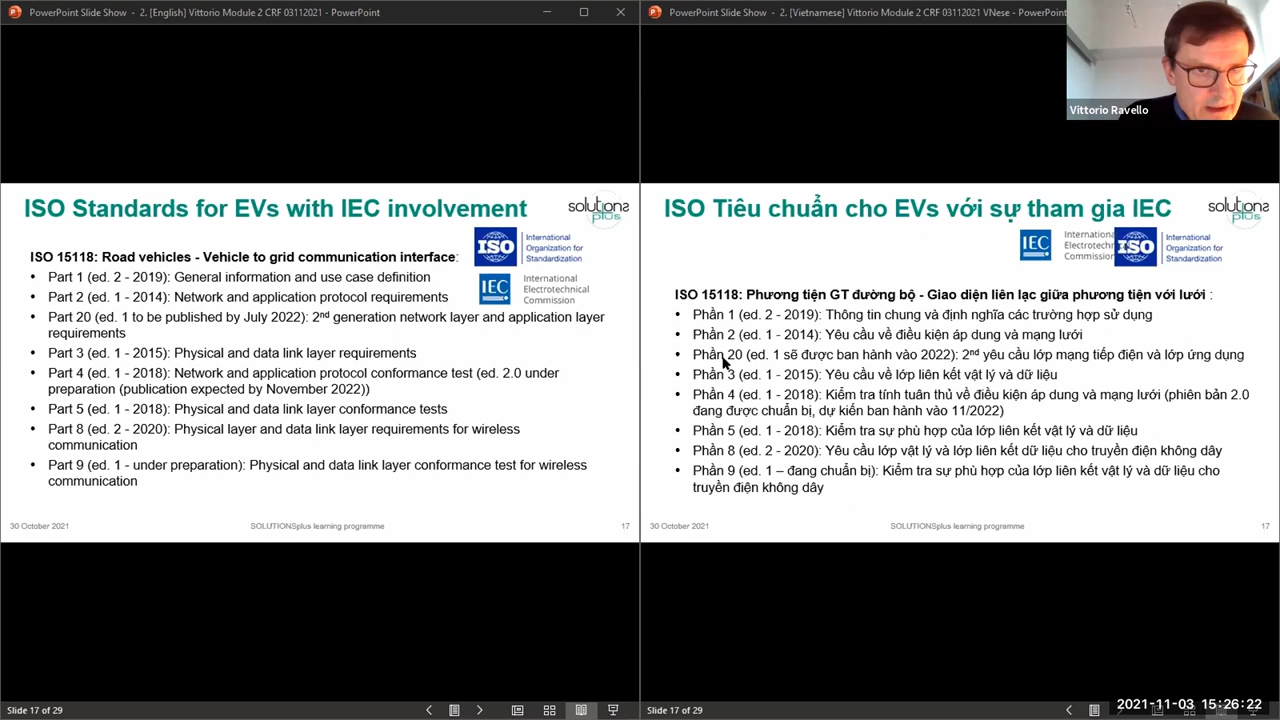 PowerPoint Slide Show - 2. [English] Vittorio Module 2 CRF 03112021 - PowerPoint
PowerPoint Slide Show - 2. [Vietnamese] Vittorio Module 2 CRF 03112021 VNese - PowerPoint
Vittorio Ravello
ISO Standards for EVs with IEC involvement
solutions
plus
ISO
International
Organization for
Standardization
ISO 15118: Road vehicles - Vehicle to grid communication interface:
IEC
International
Electrotechnical
Commission
• Part 1 (ed. 2 - 2019): General information and use case definition
• Part 2 (ed. 1 - 2014): Network and application protocol requirements
• Part 20 (ed. 1 to be published by July 2022): 2nd generation network layer and application layer
requirements
• Part 3 (ed. 1 - 2015): Physical and data link layer requirements
• Part 4 (ed. 1 - 2018): Network and application protocol conformance test (ed. 2.0 under
preparation (publication expected by November 2022))
• Part 5 (ed. 1 - 2018): Physical and data link layer conformance tests
• Part 8 (ed. 2 - 2020): Physical layer and data link layer requirements for wireless
communication
• Part 9 (ed. 1 - under preparation): Physical and data link layer conformance test for wireless
communication
30 October 2021
SOLUTIONSplus learning programme
17
ISO Tiêu chuẩn cho EVs với sự tham gia IEC
solutions
plus
IEC
ISO
International
Organization for
Standardization
ISO 15118: Phương tiện GT đường bộ - Giao diện liên lạc giữa phương tiện với lưới :
• Phần 1 (ed. 2 - 2019): Thông tin chung và định nghĩa các trường hợp sử dụng
• Phần 2 (ed. 1 - 2014): Yêu cầu về điều kiện áp dụng và mạng lưới
• Phần 20 (ed. 1 sẽ được ban hành vào 2022): 2nd yêu cầu lớp mạng tiếp điện và lớp ứng dụng
• Phần 3 (ed. 1 - 2015): Yêu cầu về lớp liên kết vật lý và dữ liệu
• Phần 4 (ed. 1 - 2018): Kiểm tra tính tuân thủ về điều kiện áp dụng và mạng lưới (phiên bản 2.0
đang được chuẩn bị, dự kiến ban hành vào 11/2022)
• Phần 5 (ed. 1 - 2018): Kiểm tra sự phù hợp của lớp liên kết vật lý và dữ liệu
• Phần 8 (ed. 2 - 2020): Yêu cầu lớp vật lý và lớp liên kết dữ liệu cho truyền điện không dây
• Phần 9 (ed. 1 – đang chuẩn bị): Kiểm tra sự phù hợp của lớp liên kết vật lý và dữ liệu cho
truyền điện không dây
30 October 2021
SOLUTIONSplus learning programme
17
Slide 17 of 29
Slide 17 of 29
2021-11-03 15:26:22